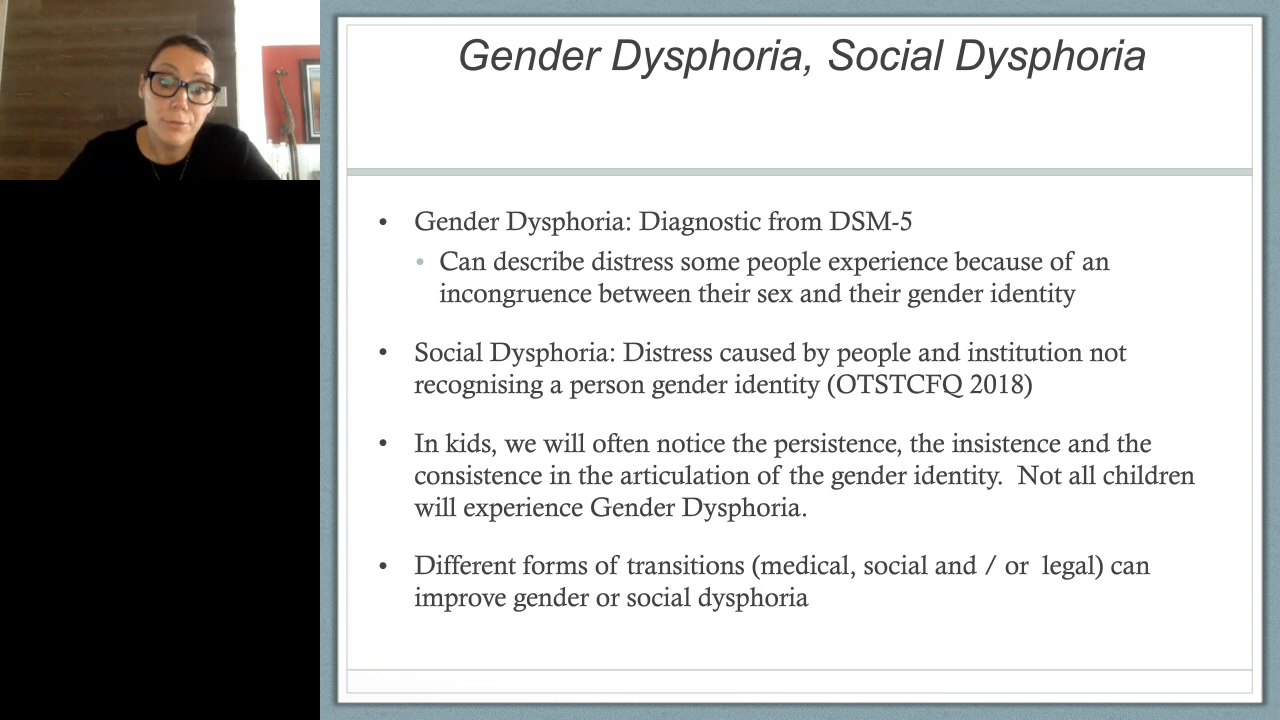 Gender Dysphoria, Social Dysphoria
• Gender Dysphoria: Diagnostic from DSM-5
• Can describe distress some people experience because of an
incongruence between their sex and their gender identity
• Social Dysphoria: Distress caused by people and institution not
recognising a person gender identity (OTSTCFQ 2018)
• In kids, we will often notice the persistence, the insistence and the
consistence in the articulation of the gender identity.  Not all children
will experience Gender Dysphoria.
• Different forms of transitions (medical, social and / or  legal) can
improve gender or social dysphoria